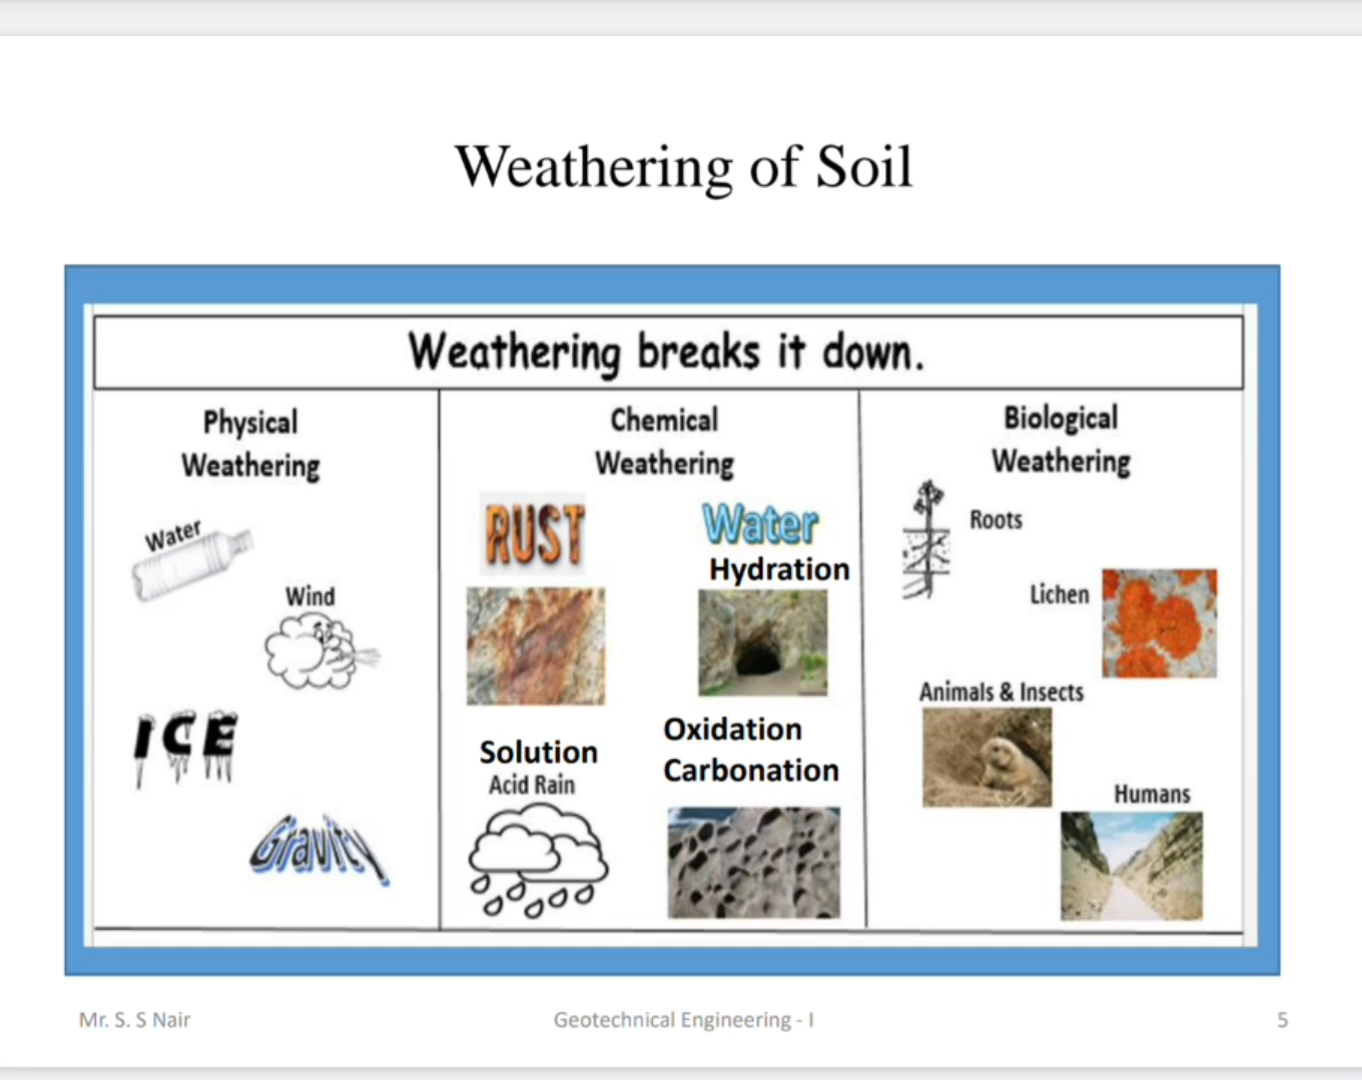 Weathering of Soil
Weathering breaks it down.
Physical
Weathering
Water
Wind
ICE
Gravity
Chemical
Weathering
RUST
Water
Hydration
Solution
Acid Rain
Oxidation
Carbonation
Biological
Weathering
Roots
Lichen
Animals & Insects
Humans
Mr. S. S Nair
Geotechnical Engineering - I
5